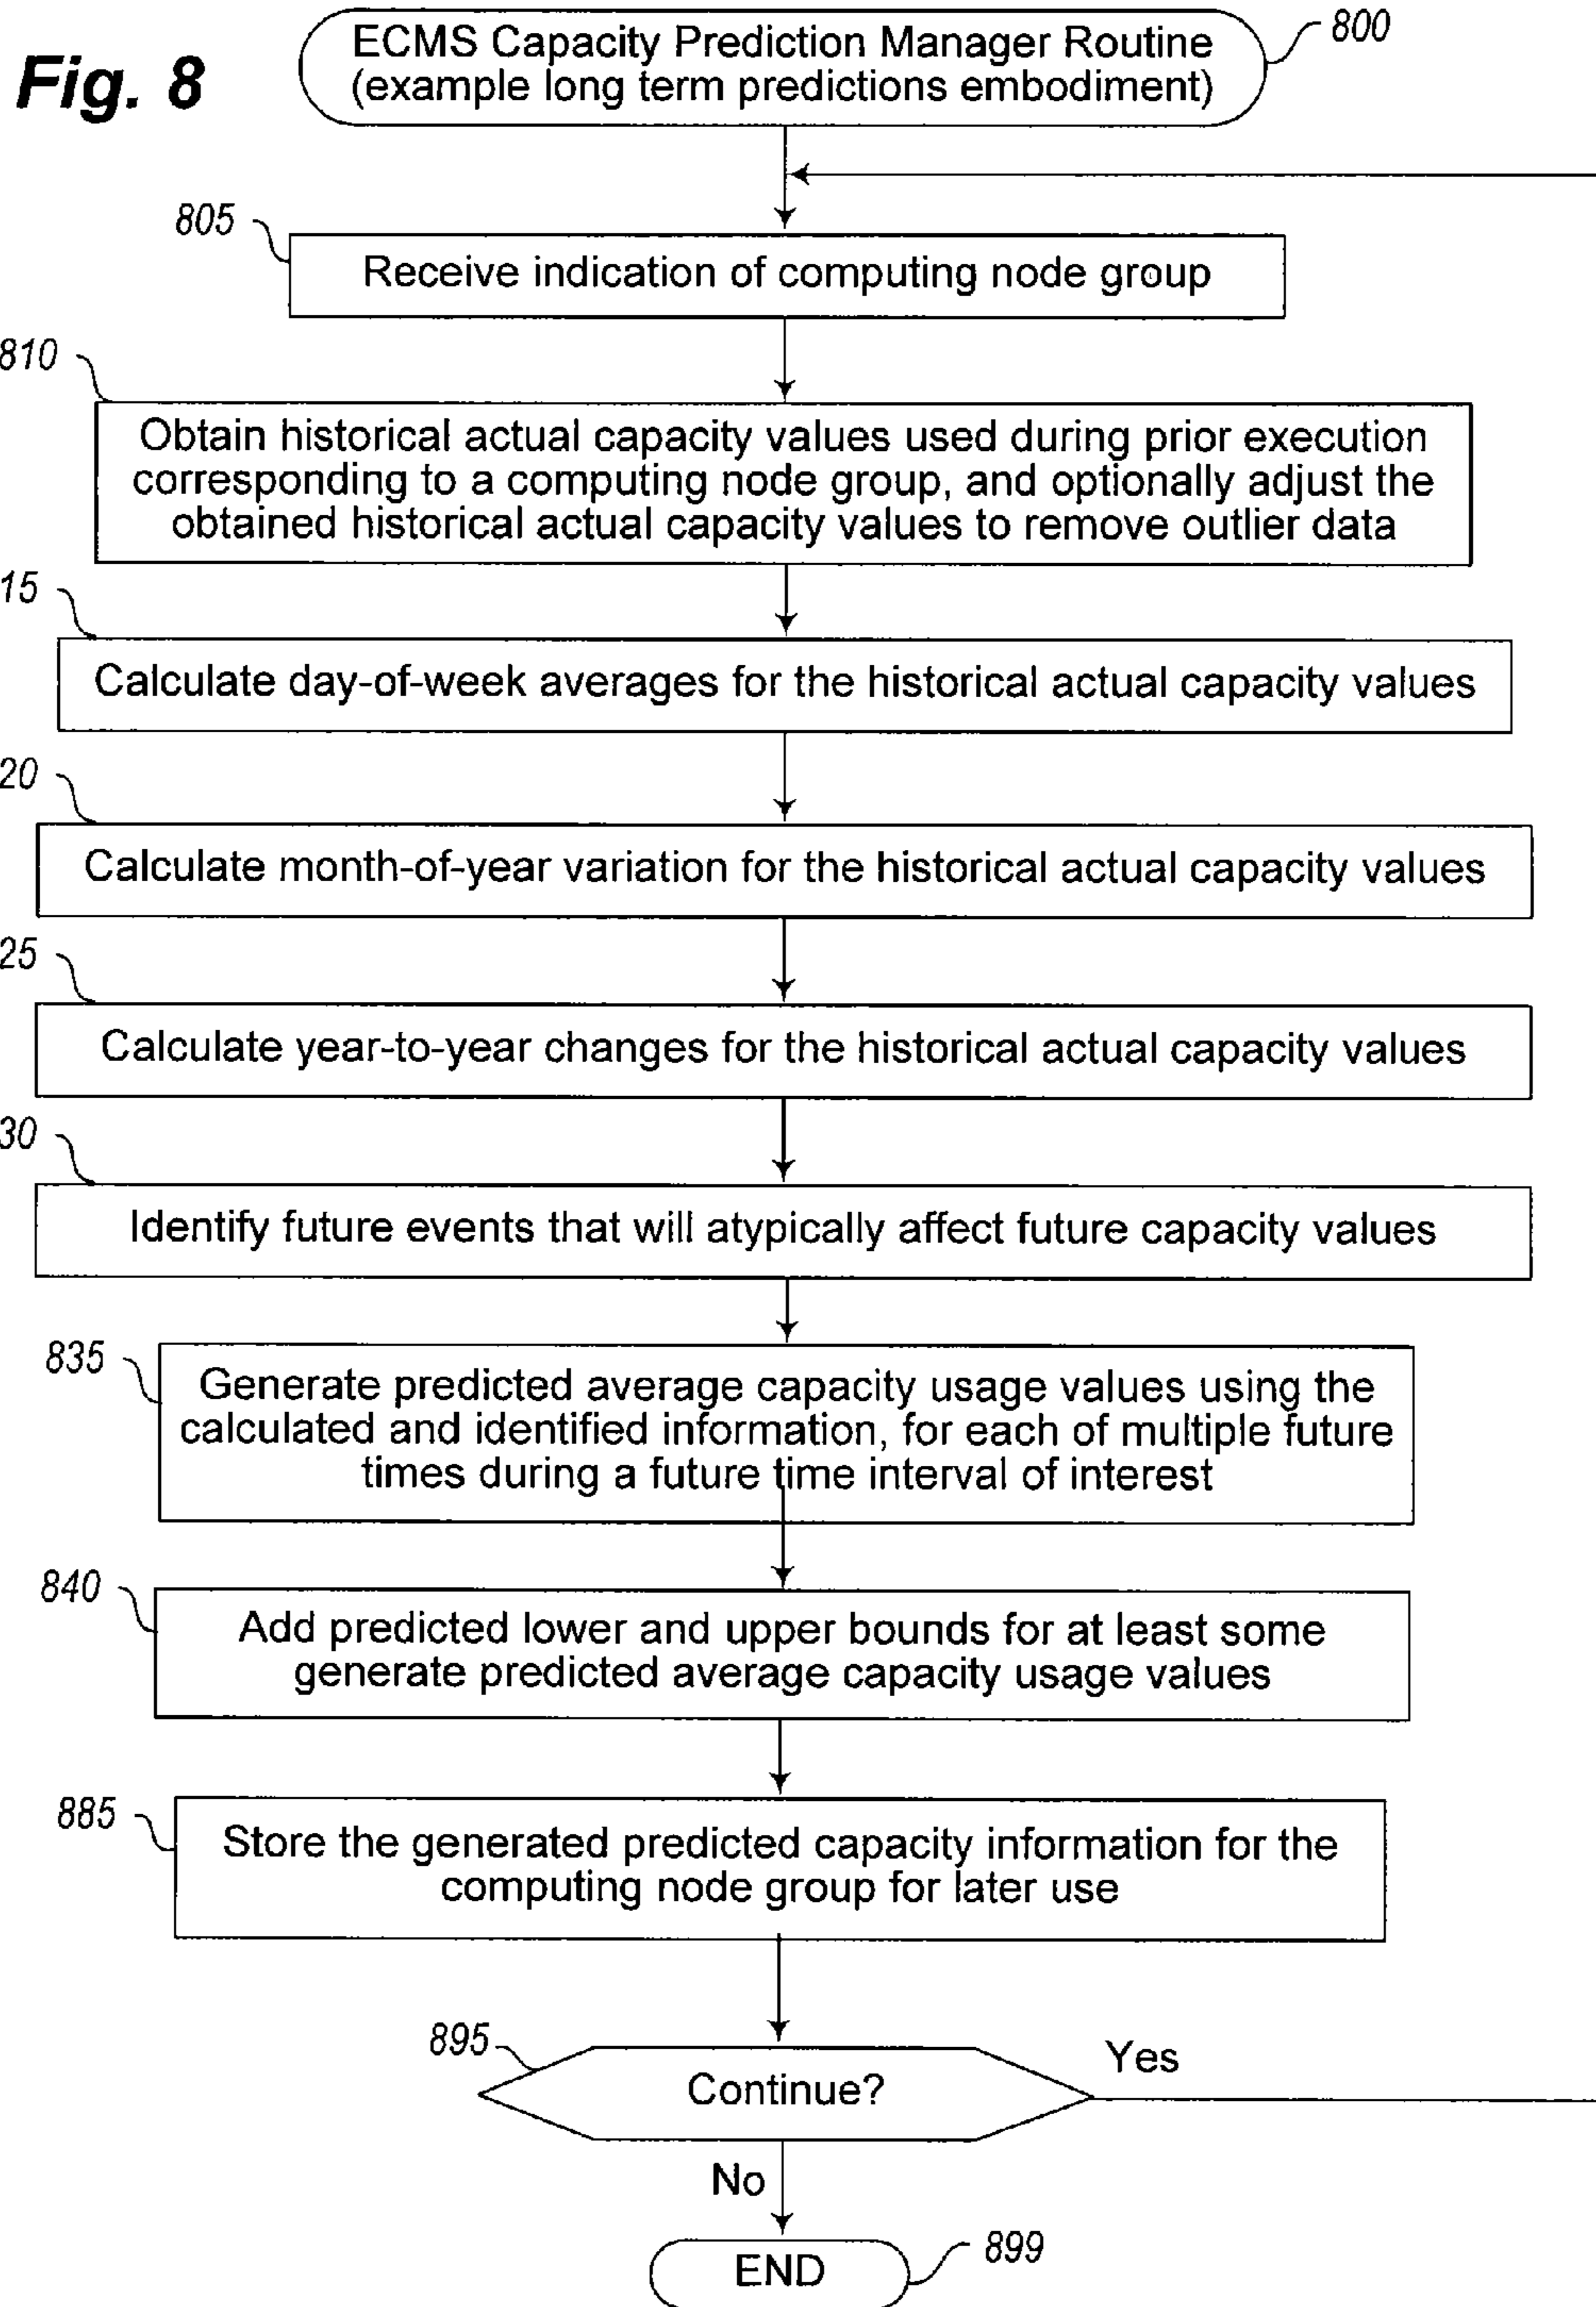 Fig. 8
ECMS Capacity Prediction Manager Routine
(example long term predictions embodiment)
800
805
Receive indication of computing node group
810
Obtain historical actual capacity values used during prior execution
corresponding to a computing node group, and optionally adjust the
obtained historical actual capacity values to remove outlier data
15
Calculate day-of-week averages for the historical actual capacity values
20
Calculate month-of-year variation for the historical actual capacity values
25
Calculate year-to-year changes for the historical actual capacity values
30
Identify future events that will atypically affect future capacity values
835
Generate predicted average capacity usage values using the
calculated and identified information, for each of multiple future
times during a future time interval of interest
840
Add predicted lower and upper bounds for at least some
generate predicted average capacity usage values
885
Store the generated predicted capacity information for the
computing node group for later use
895
Continue?
Yes
No
END
899